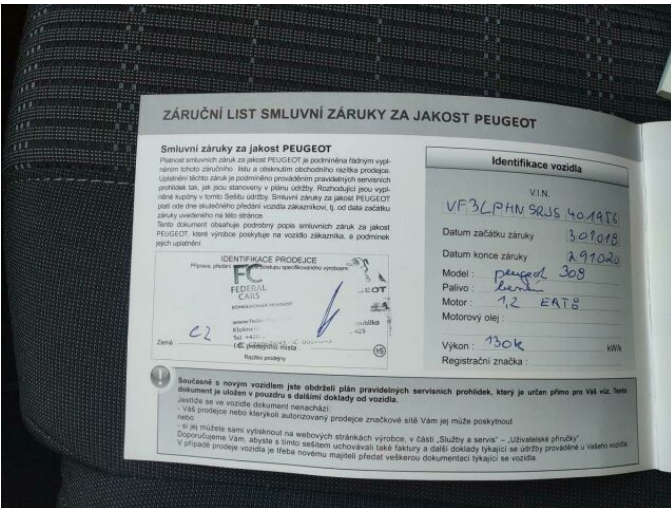 ZÁRUČNÍ LIST SMLUVNÍ ZÁRUKY ZA JAKOST PEUGEOT
Smluvní záruky za jakost PEUGEOT
Platnost smluvních záruk za jakost PEUGEOT je podmíněna řádným vypl-
něním tohoto záručního listu a otisknutím obchodního razítka prodejce.
Uplatnění těchto záruk je podmíněno prováděním pravidelných servisních
prohlídek tak, jak jsou stanoveny v plánu údržby. Rozhodující jsou vypl-
něné kupóny v tomto Sešitu údržby. Smluvní záruky za jakost PEUGEOT
platí ode dne skutečného předání vozidla zákazníkovi, tj. od data začátku
záruky uvedeného na této stránce.
Tento dokument obsahuje podrobný popis smluvních záruk za jakost
PEUGEOT, které výrobce poskytuje na vozidlo zákazníka, a podmínek
jejich uplatnění.
IDENTIFIKACE PRODEJCE
postupu specifikovaného výrobcem
FC
FEDERAL
CARS
EOT
Země
CZ
prodejního místa
Razítko prodejny
15
Identifikace vozidla
V.I.N.
VF3LPHNSRJS401956
Datum začátku záruky 301018
Datum konce záruky 291020
Model : peugeot 308
Palivo : benzín
Motor : 1,2 EAT8
Motorový olej :
Výkon : 130k kW/k
Registrační značka :
Současně s novým vozidlem jste obdrželi plán pravidelných servisních prohlídek, který je určen přímo pro Váš vůz. Tento
dokument je uložen v pouzdru s dalšími doklady od vozidla.
Jestliže se ve vozidle dokument nenachází:
- Váš prodejce nebo kterýkoli autorizovaný prodejce značkové sítě Vám jej může poskytnout
nebo
- si jej můžete sami vytisknout na webových stránkách výrobce, v části „Služby a servis“ – „Uživatelské příručky“.
Doporučujeme Vám, abyste s tímto sešitem uchovávali také faktury a další doklady týkající se údržby prováděné u Vašeho vozidla.
V případě prodeje vozidla je třeba novému majiteli předat veškerou dokumentaci týkající se vozidla.